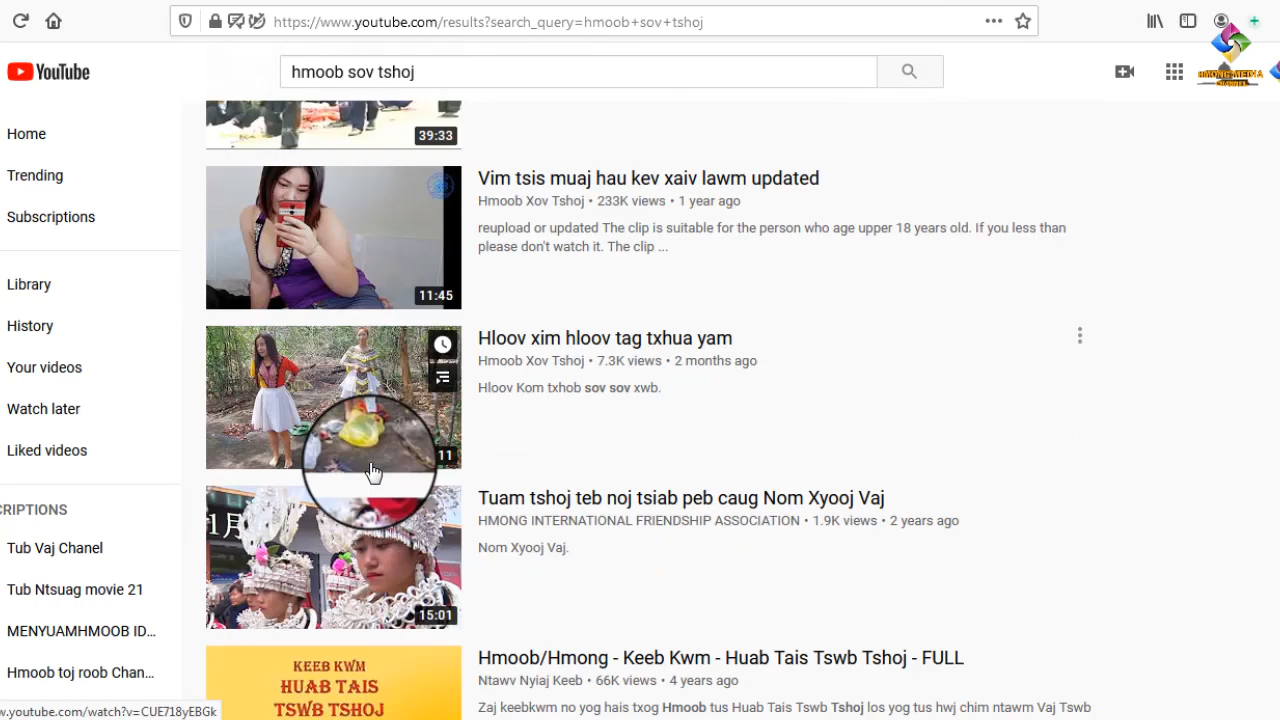 https://www.youtube.com/results?search_query=hmoob+sov+tshoj
YouTube
hmoob sov tshoj
HMONG MEDIA
CHANNEL
Home
Trending
Subscriptions
Library
History
Your videos
Watch later
Liked videos
CRIPTIONS
Tub Vaj Chanel
Tub Ntsuag movie 21
MENYUAMHMOOB ID...
Hmoob toj roob Chan...
39:33
11:45
Vim tsis muaj hau kev xaiv lawm updated
Hmoob Xov Tshoj • 233K views • 1 year ago
reupload or updated The clip is suitable for the person who age upper 18 years old. If you less than
please don't watch it. The clip ...
11
Hloov xim hloov tag txhua yam
Hmoob Xov Tshoj • 7.3K views • 2 months ago
Hloov Kom txhob sov sov xwb.
1月
15:01
Tuam tshoj teb noj tsiab peb caug Nom Xyooj Vaj
HMONG INTERNATIONAL FRIENDSHIP ASSOCIATION • 1.9K views • 2 years ago
Nom Xyooj Vaj.
KEEB KWM
HUAB TAIS
TSWB TSHOJ
Hmoob/Hmong - Keeb Kwm - Huab Tais Tswb Tshoj - FULL
Ntawv Nyiaj Keeb • 66K views • 4 years ago
Zaj keebkwm no yog hais txog Hmoob tus Huab Tais Tswb Tshoj los yog tus hwj chim ntawm Vaj Tswb
w.youtube.com/watch?v=CUE718yEBGk